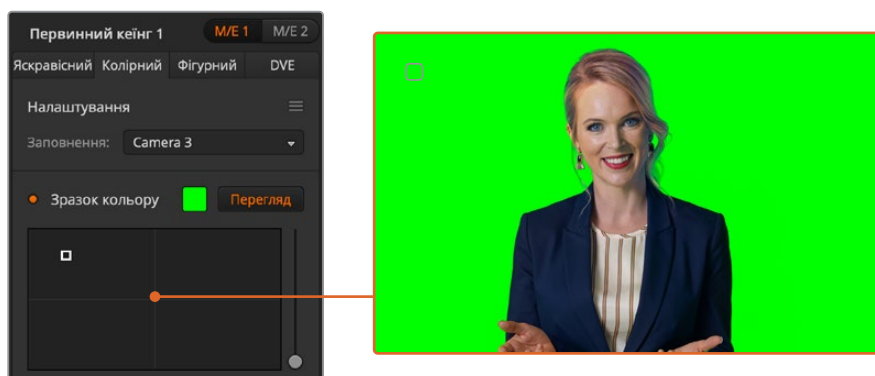 Первинний кеїнг 1 M/E 1 M/E 2
Яскравісний Колірний Фігурний DVE
Налаштування
Заповнення: Camera 3
Зразок кольору Перегляд